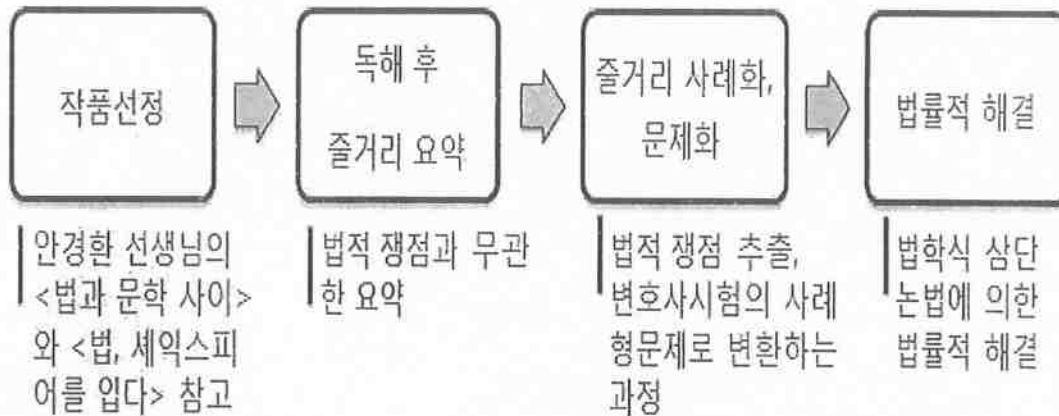 작품선정
독해 후
줄거리 요약
줄거리 사례화,
문제화
법률적 해결
안경환 선생님의
<법과 문학 사이>
와 <법, 셰익스피
어를 입다> 참고
법적 쟁점과 무관
한 요약
법적 쟁점 추출,
변호사시험의 사례
형문제로 변환하는
과정
법학식 삼단
논법에 의한
법률적 해결